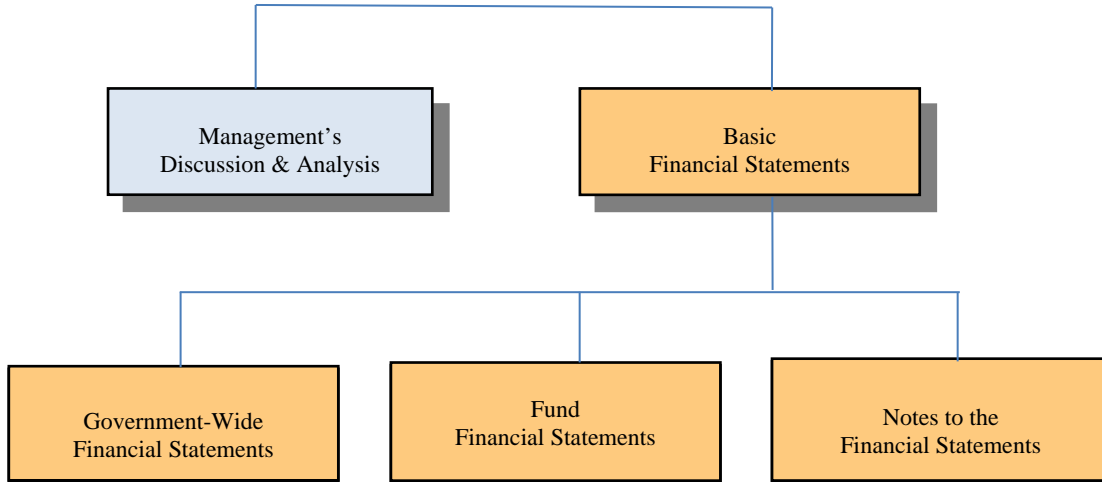 Management’s
Discussion & Analysis
Basic
Financial Statements
Government-Wide
Financial Statements
Fund
Financial Statements
Notes to the
Financial Statements